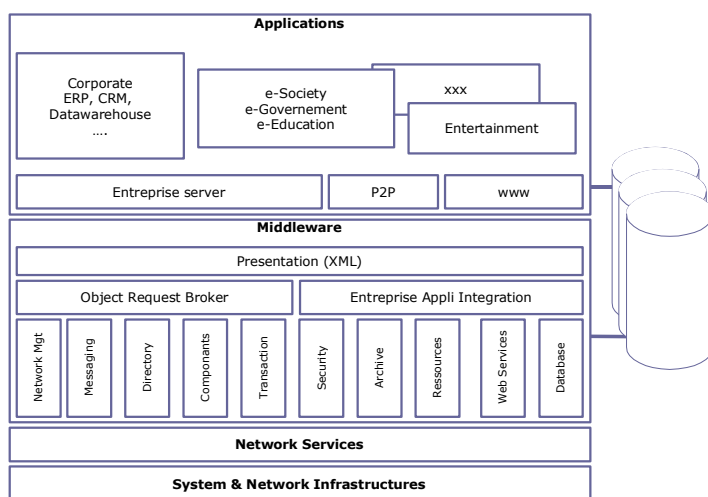 Applications
Corporate
ERP, CRM,
Datawarehouse
....
e-Society
e-Governement
e-Education
xxx
Entertainment
Entreprise server
P2P
www
Middleware
Presentation (XML)
Object Request Broker
Entreprise Appli Integration
Network Mgt
Messaging
Directory
Componants
Transaction
Security
Archive
Ressources
Web Services
Database
Network Services
System & Network Infrastructures